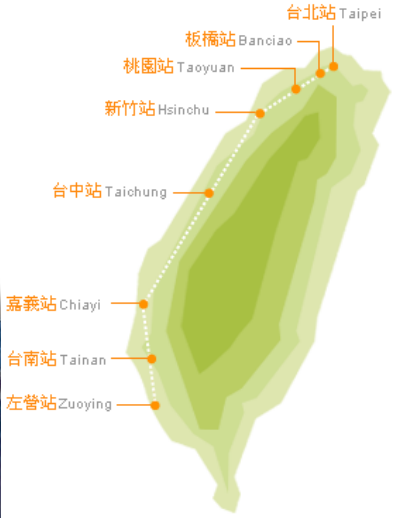 台北站 Taipei
板橋站 Banciao
桃園站 Taoyuan
新竹站 Hsinchu
台中站 Taichung
嘉義站 Chiayi
台南站 Tainan
左營站 Zuoying